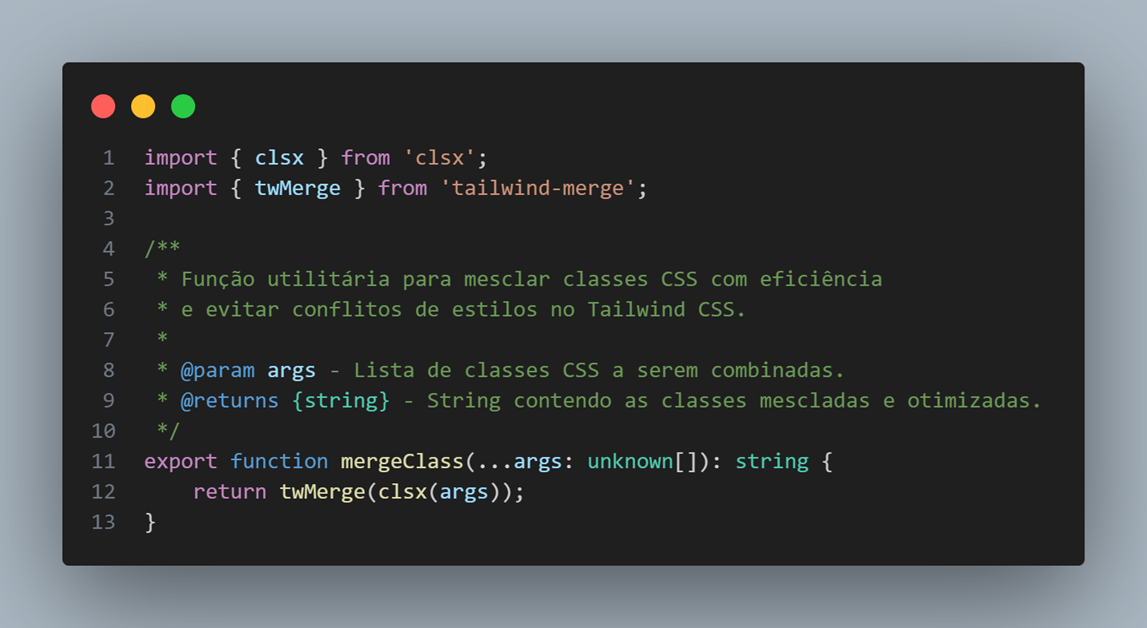 1 import { clsx } from 'clsx';
2 import { twMerge } from 'tailwind-merge';
3
4 /**
5  * Função utilitária para mesclar classes CSS com eficiência
6  * e evitar conflitos de estilos no Tailwind CSS.
7  *
8  * @param args - Lista de classes CSS a serem combinadas.
9  * @returns {string} - String contendo as classes mescladas e otimizadas.
10  */
11 export function mergeClass(...args: unknown[]): string {
12     return twMerge(clsx(args));
13 }